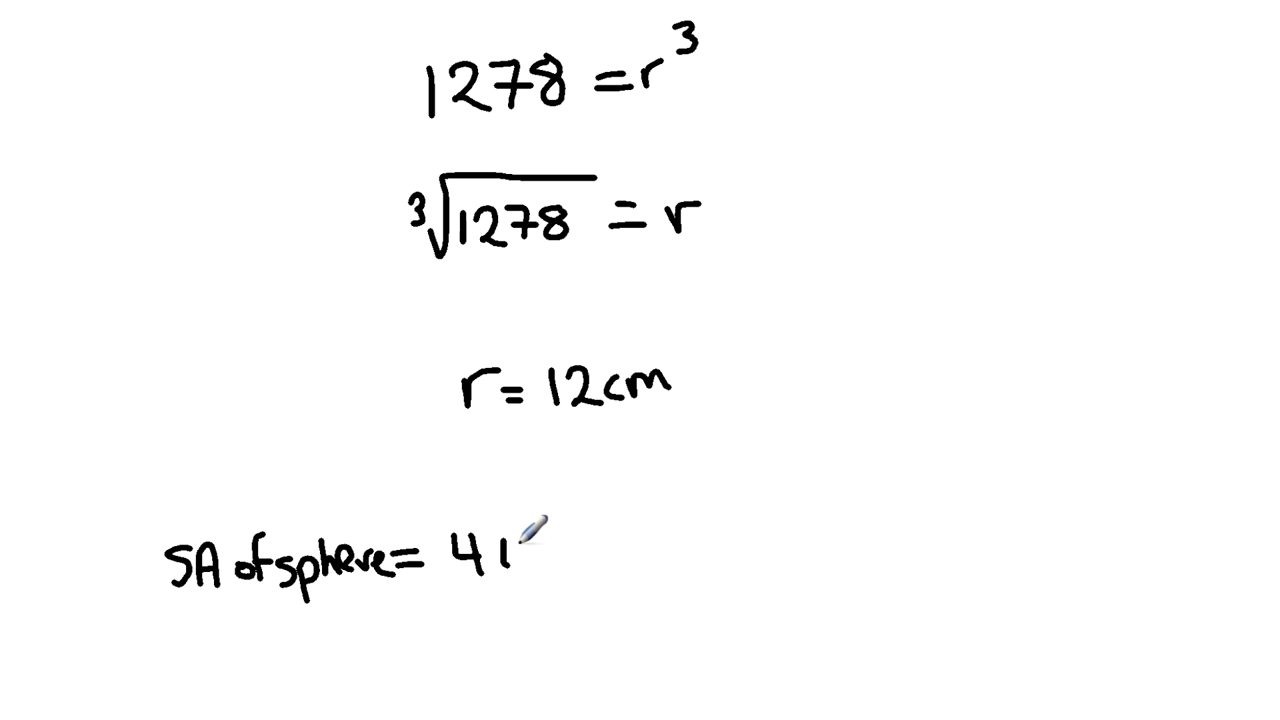 1278 = r³
³√1278 = r
r = 12cm
SA of sphere = 4